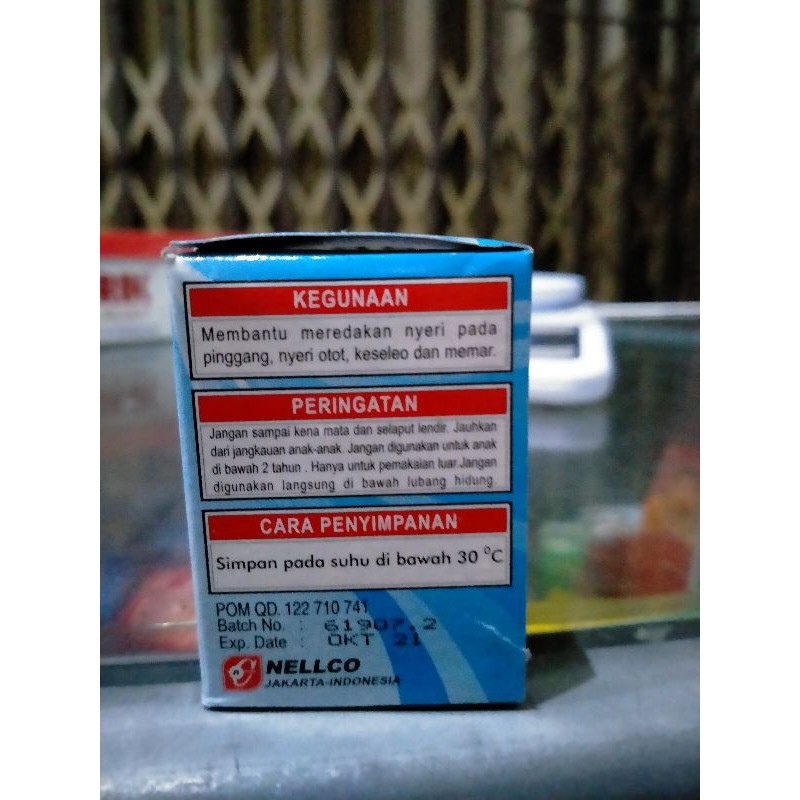 KEGUNAAN
Membantu meredakan nyeri pada
pinggang, nyeri otot, keseleo dan memar.
PERINGATAN
Jangan sampai kena mata dan selaput lendir. Jauhkan
dari jangkauan anak-anak. Jangan digunakan untuk anak
di bawah 2 tahun . Hanya untuk pemakaian luar.Jangan
digunakan langsung di bawah lubang hidung
CARA PENYIMPANAN
Simpan pada suhu di bawah 30 °C
POM QD. 122 710 741
Batch No. : 61907.2
Exp. Date : OKT 21
NELLCO
JAKARTA-INDONESIA